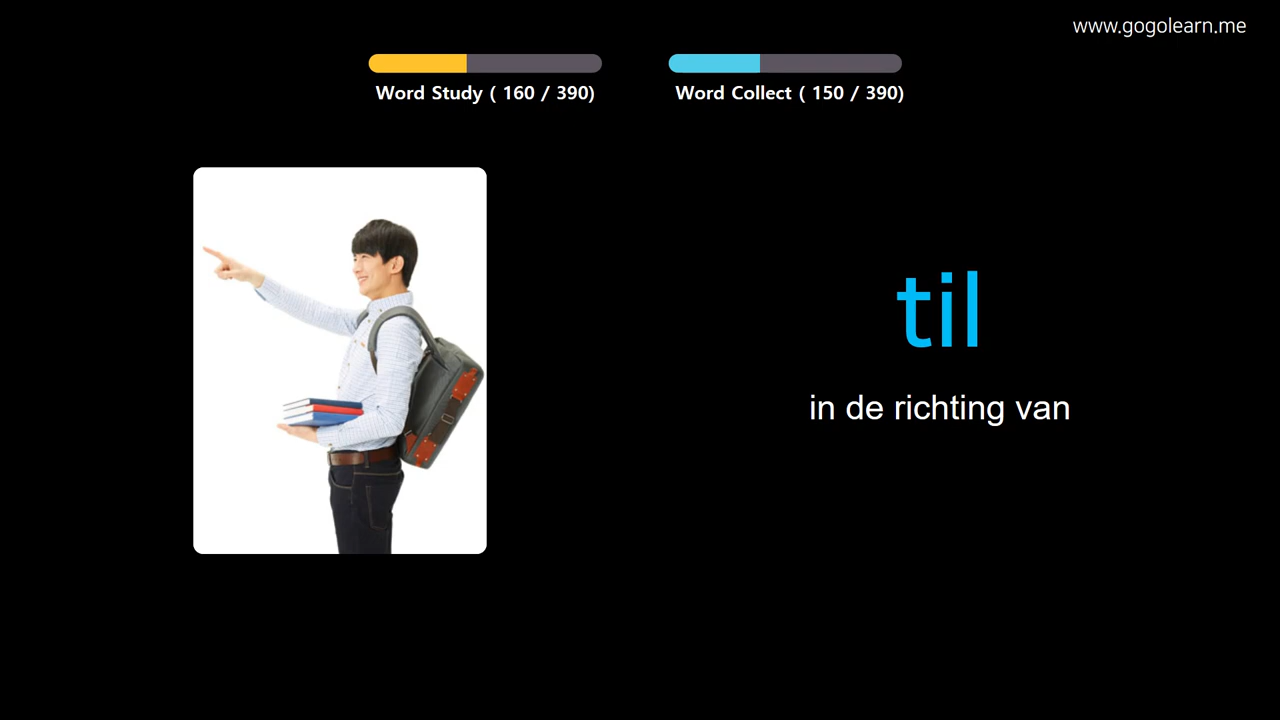 www.gogolearn.me
Word Study ( 160 / 390)
Word Collect ( 150 / 390)
til
in de richting van